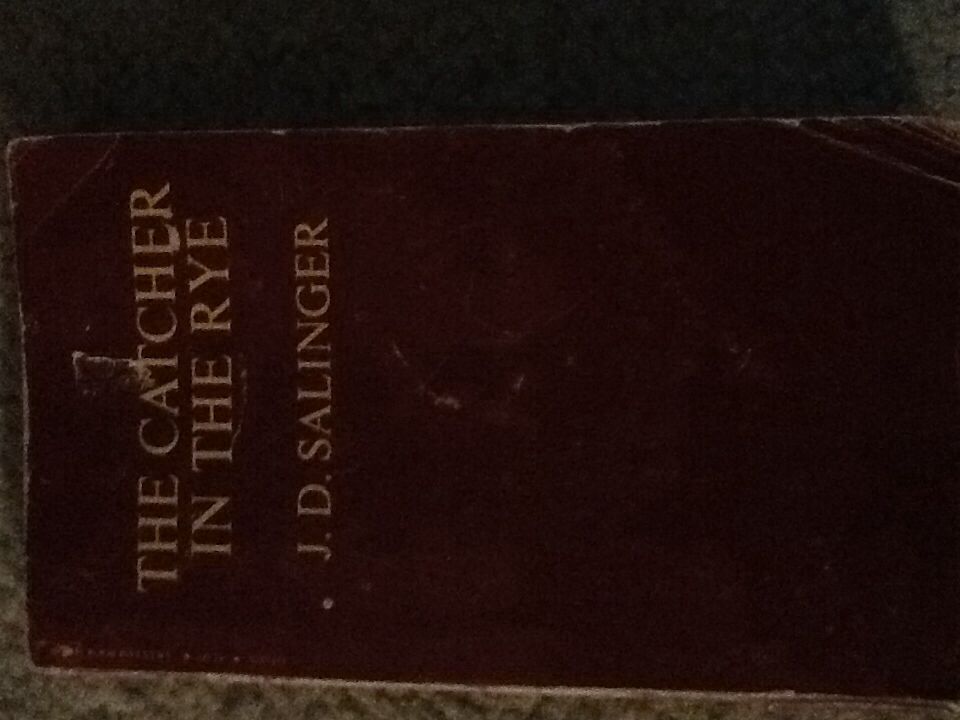 THE CATCHER
IN THE RYE
J. D. SALINGER